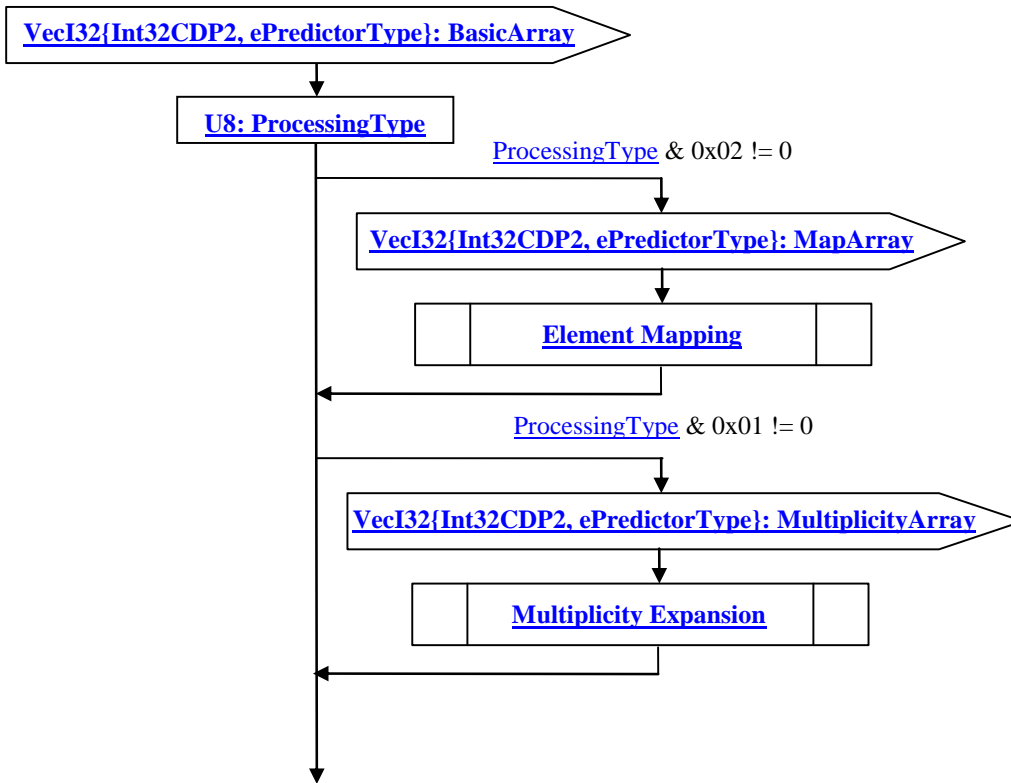 VecI32{Int32CDP2, ePredictorType}: BasicArray
U8: ProcessingType
ProcessingType & 0x02 != 0
VecI32{Int32CDP2, ePredictorType}: MapArray
Element Mapping
ProcessingType & 0x01 != 0
VecI32{Int32CDP2, ePredictorType}: MultiplicityArray
Multiplicity Expansion